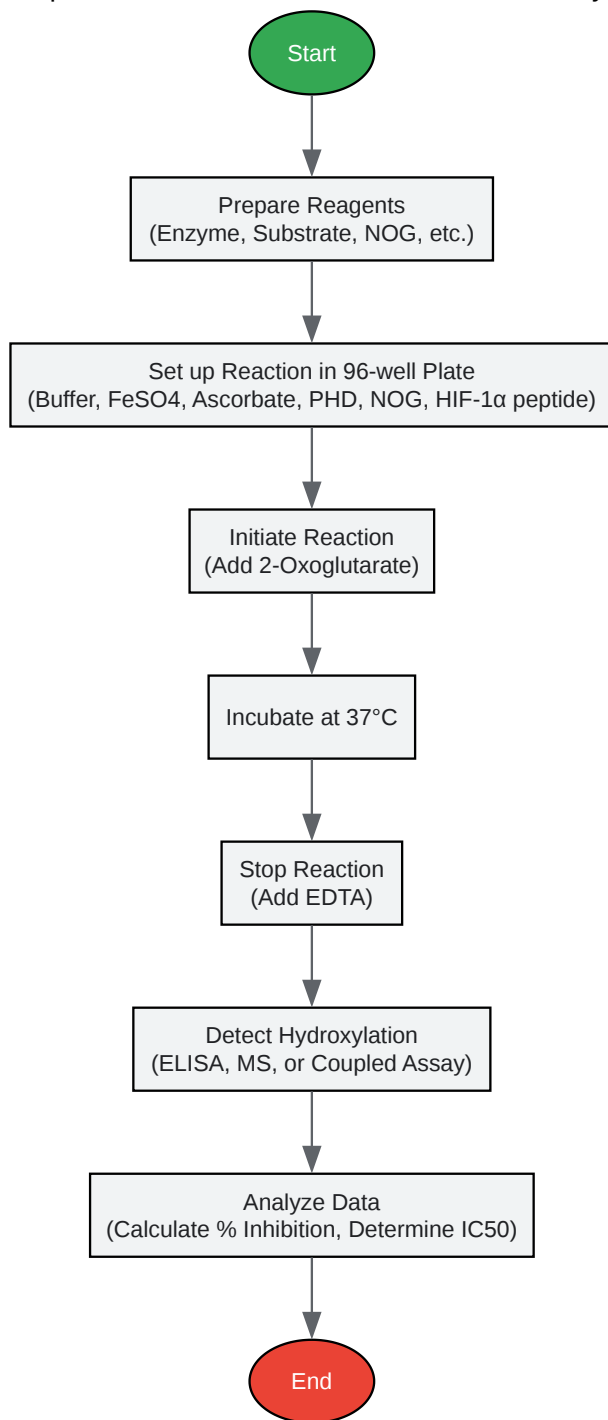 Start
Prepare Reagents
(Enzyme, Substrate, NOG, etc.)
Set up Reaction in 96-well Plate
(Buffer, FeSO4, Ascorbate, PHD, NOG, HIF-1α peptide)
Initiate Reaction
(Add 2-Oxoglutarate)
Incubate at 37°C
Stop Reaction
(Add EDTA)
Detect Hydroxylation
(ELISA, MS, or Coupled Assay)
Analyze Data
(Calculate % Inhibition, Determine IC50)
End